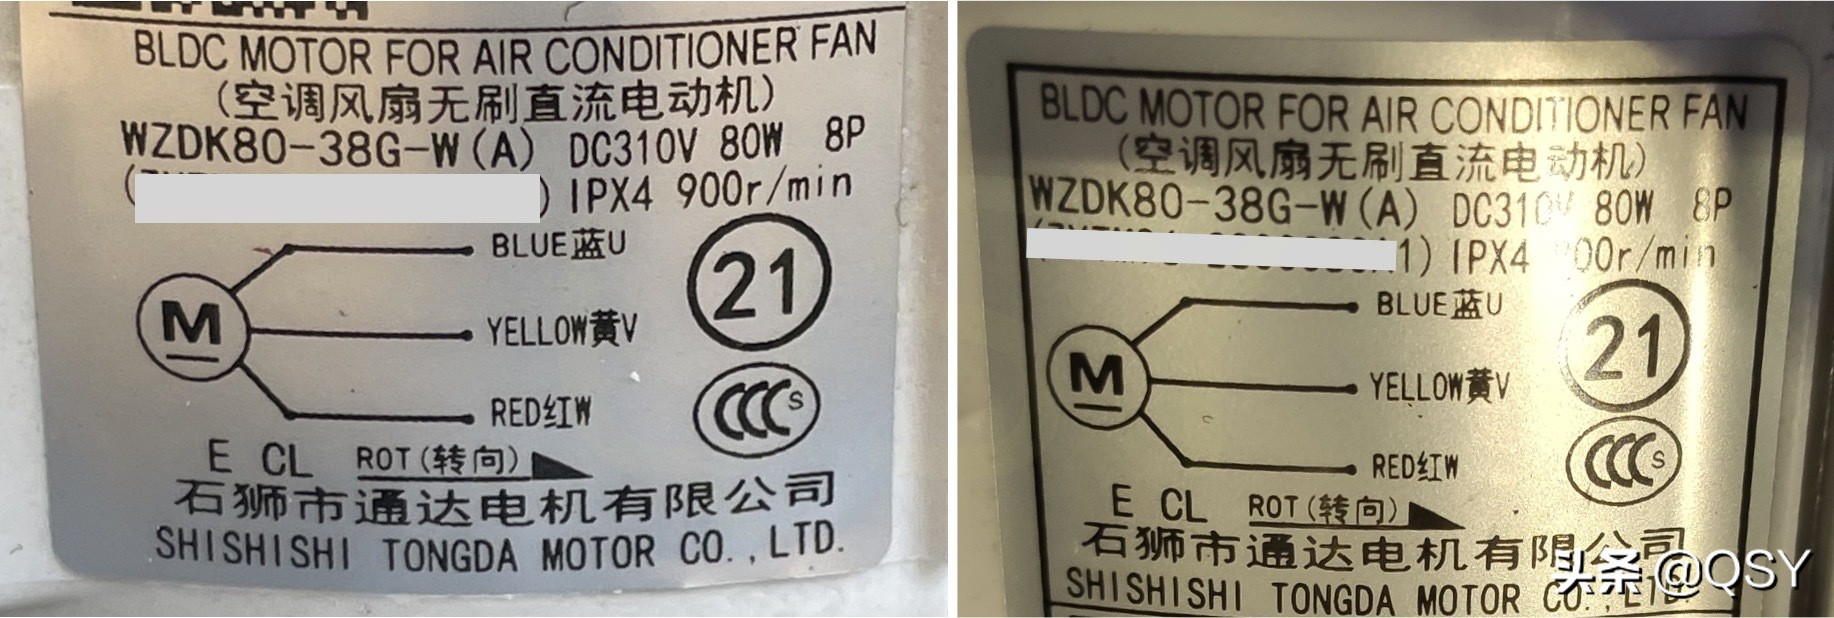 BLDC MOTOR FOR AIR CONDITIONER FAN
(空调风扇无刷直流电动机)
WZDK80-38G-W(A) DC310V 80W 8P
( ) IPX4 900r/min
BLUE蓝U
21
M
YELLOW黄V
CCC S
RED红W
E CL ROT(转向)
石狮市通达电机有限公司
SHISHISHI TONGDA MOTOR CO.,LTD.
BLDC MOTOR FOR AIR CONDITIONER FAN
(空调风扇无刷直流电动机)
WZDK80-38G-W(A) DC310V 80W 8P
1) IPX4 900r/min
BLUE蓝U
21
M
YELLOW黄V
CCC S
RED红W
E CL ROT(转向)
石狮市通达电机有限公司
SHISHISHI TONGDA MOTOR CO.,LTD.
头条@QSY